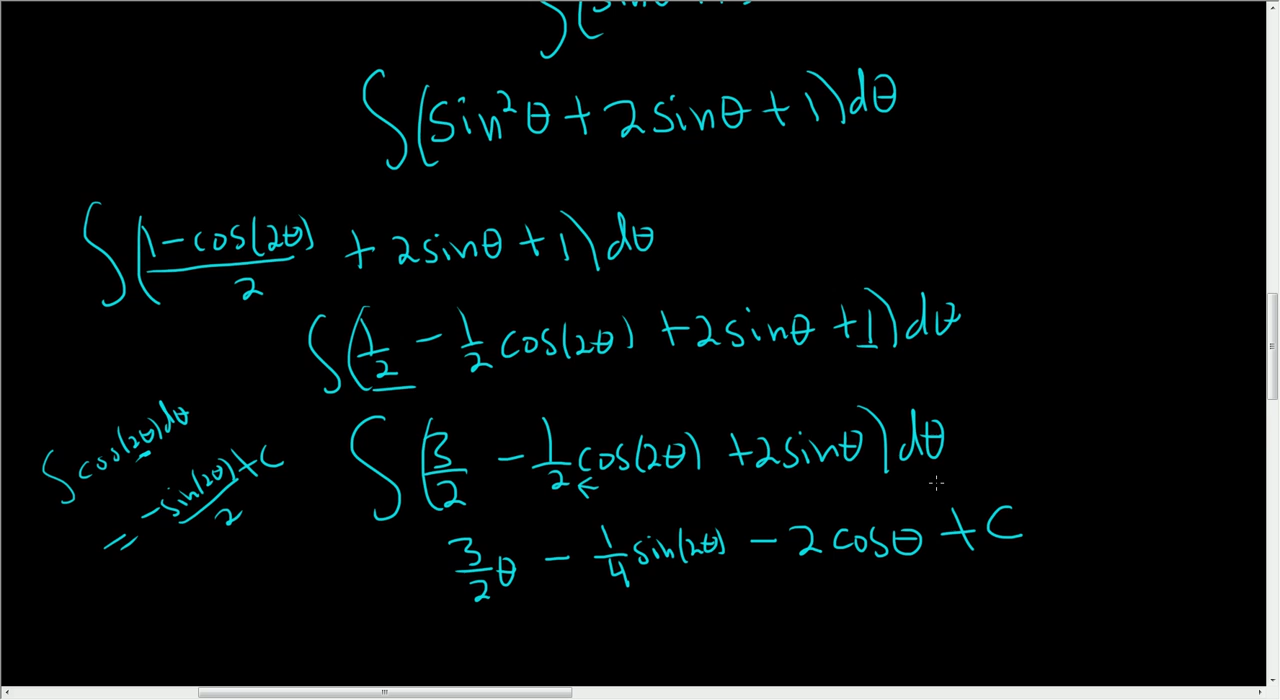 ∫(sin²θ + 2sinθ + 1)dθ
∫((1 - cos(2θ))/2 + 2sinθ + 1)dθ
∫(1/2 - 1/2 cos(2θ) + 2sinθ + 1)dθ
∫cos(2θ)dθ
= -sin(2θ)/2 + C
∫(3/2 - 1/2 cos(2θ) + 2sinθ)dθ
3/2 θ - 1/4 sin(2θ) - 2cosθ + C